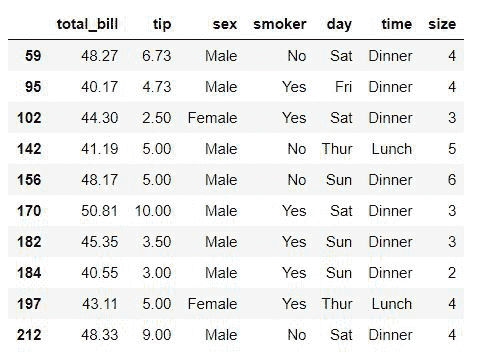 total_bill tip sex smoker day time size
59 48.27 6.73 Male No Sat Dinner 4
95 40.17 4.73 Male Yes Fri Dinner 4
102 44.30 2.50 Female Yes Sat Dinner 3
142 41.19 5.00 Male No Thur Lunch 5
156 48.17 5.00 Male No Sun Dinner 6
170 50.81 10.00 Male Yes Sat Dinner 3
182 45.35 3.50 Male Yes Sun Dinner 3
184 40.55 3.00 Male Yes Sun Dinner 2
197 43.11 5.00 Female Yes Thur Lunch 4
212 48.33 9.00 Male No Sat Dinner 4